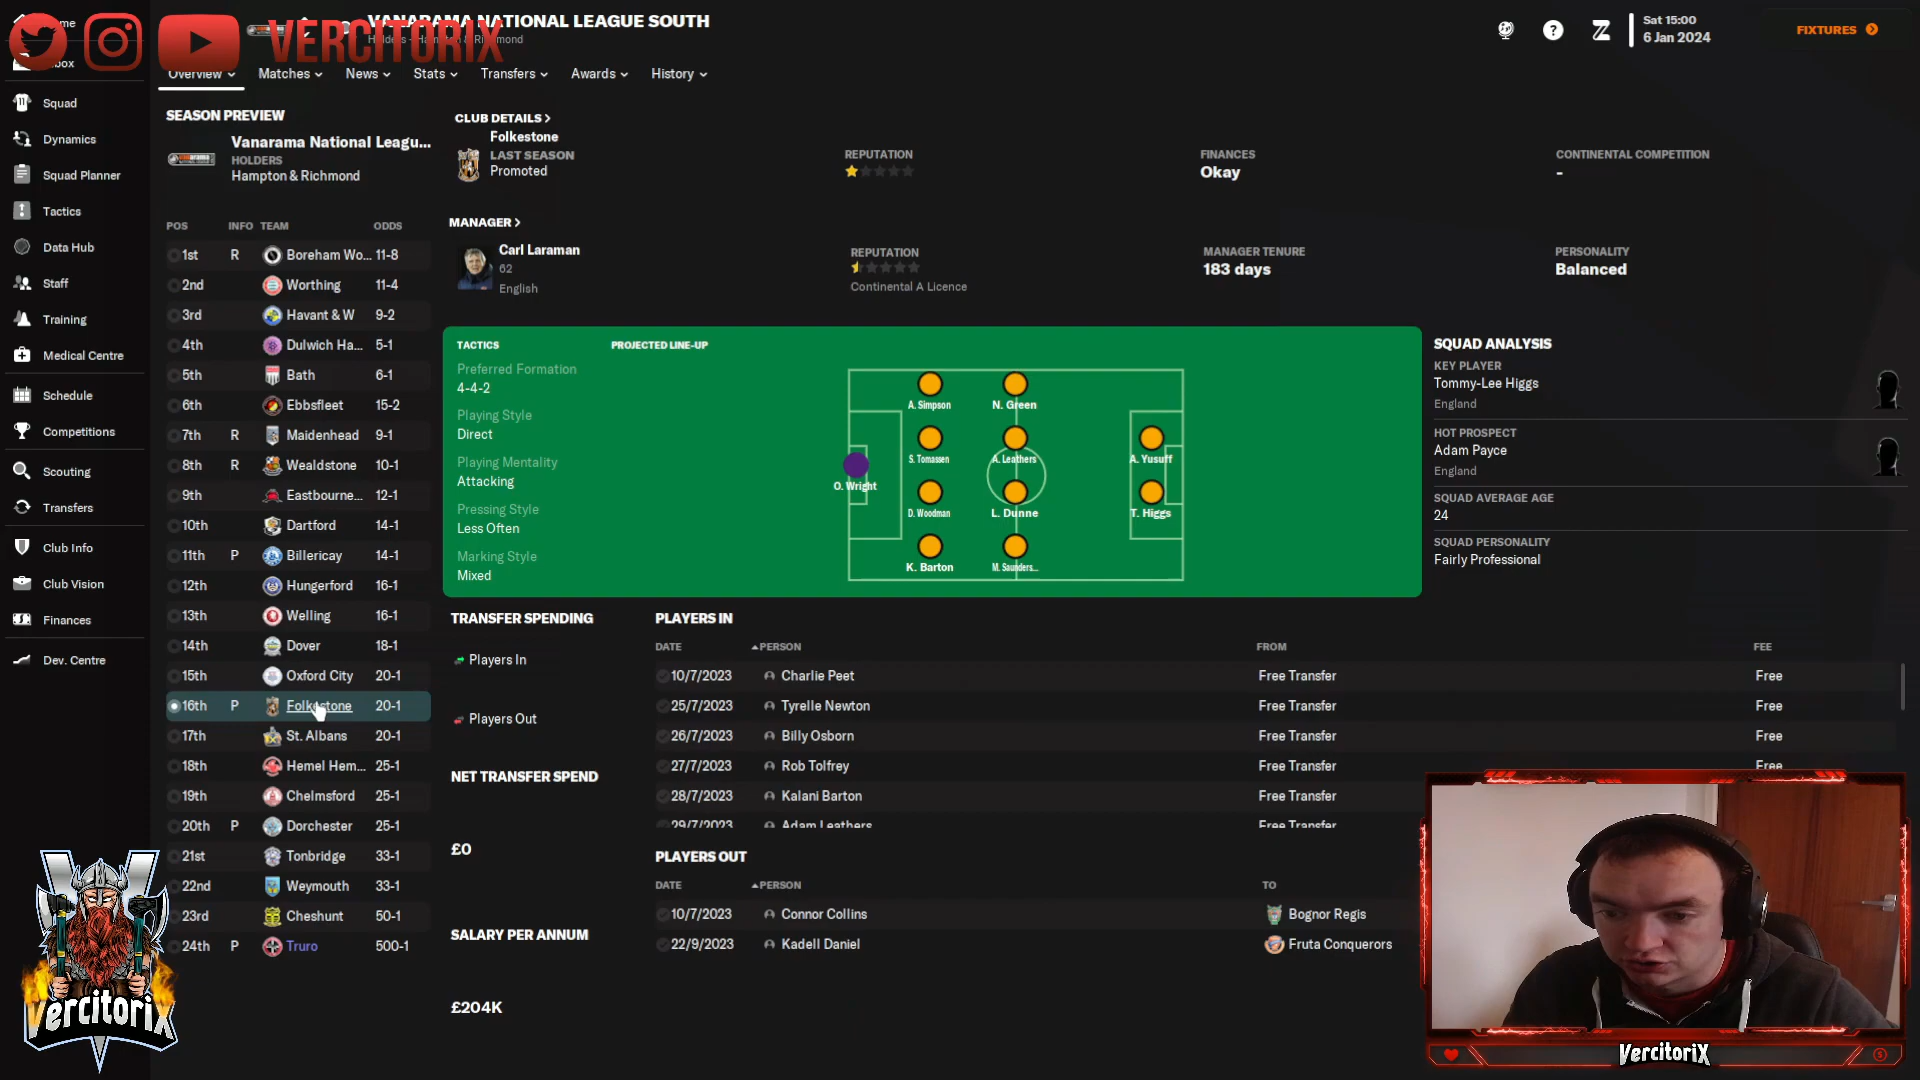 VANARAMA NATIONAL LEAGUE SOUTH
VERCITORIX
Sat 15:00
6 Jan 2024
FIXTURES
Overview
Matches
News
Stats
Transfers
Awards
History
Squad
Dynamics
Squad Planner
Tactics
Data Hub
Staff
Training
Medical Centre
Schedule
Competitions
Scouting
Transfers
Club Info
Club Vision
Finances
Dev. Centre
SEASON PREVIEW
Vanarama National Leagu...
HOLDERS
Hampton & Richmond
POS INFO TEAM ODDS
1st R Boreham Wo... 11-8
2nd Worthing 11-4
3rd Havant & W 9-2
4th Dulwich Ha... 5-1
5th Bath 6-1
6th Ebbsfleet 15-2
7th R Maidenhead 9-1
8th R Wealdstone 10-1
9th Eastbourne... 12-1
10th Dartford 14-1
11th P Billericay 14-1
12th Hungerford 16-1
13th Welling 16-1
14th Dover 18-1
15th Oxford City 20-1
16th P Folkestone 20-1
17th St. Albans 20-1
18th Hemel Hem... 25-1
19th Chelmsford 25-1
20th P Dorchester 25-1
21st Tonbridge 33-1
22nd Weymouth 33-1
23rd Cheshunt 50-1
24th P Truro 500-1
CLUB DETAILS >
Folkestone
LAST SEASON
Promoted
REPUTATION
FINANCES
Okay
CONTINENTAL COMPETITION
-
MANAGER >
Carl Laraman
62
English
REPUTATION
Continental A Licence
MANAGER TENURE
183 days
PERSONALITY
Balanced
TACTICS
Preferred Formation
4-4-2
Playing Style
Direct
Playing Mentality
Attacking
Pressing Style
Less Often
Marking Style
Mixed
PROJECTED LINE-UP
A. Simpson
N. Green
S. Tomassen
A. Leathers
A. Yusuff
O. Wright
D. Woodman
L. Dunne
T. Higgs
K. Barton
M. Saunders...
SQUAD ANALYSIS
KEY PLAYER
Tommy-Lee Higgs
England
HOT PROSPECT
Adam Payce
England
SQUAD AVERAGE AGE
24
SQUAD PERSONALITY
Fairly Professional
TRANSFER SPENDING
Players In
Players Out
NET TRANSFER SPEND
£0
SALARY PER ANNUM
£204K
PLAYERS IN
DATE PERSON FROM FEE
10/7/2023 Charlie Peet Free Transfer Free
25/7/2023 Tyrelle Newton Free Transfer Free
26/7/2023 Billy Osborn Free Transfer Free
27/7/2023 Rob Tolfrey Free Transfer Free
28/7/2023 Kalani Barton Free Transfer
29/7/2023 Adam Leathers Free Transfer
PLAYERS OUT
DATE PERSON TO
10/7/2023 Connor Collins Bognor Regis
22/9/2023 Kadell Daniel Fruta Conquerors
VercitoriX
VercitoriX